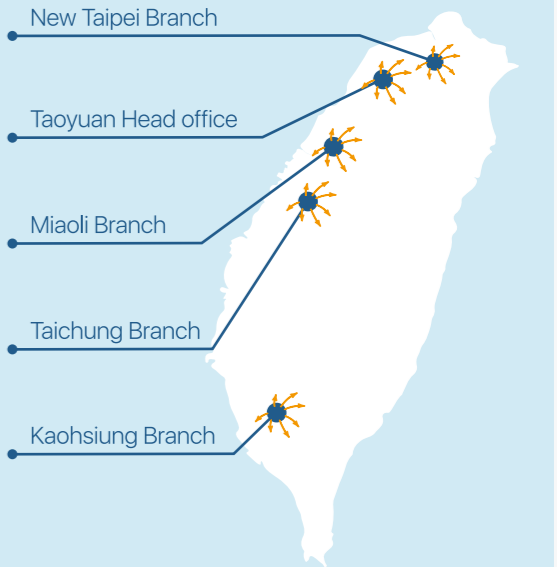 New Taipei Branch
Taoyuan Head office
Miaoli Branch
Taichung Branch
Kaohsiung Branch